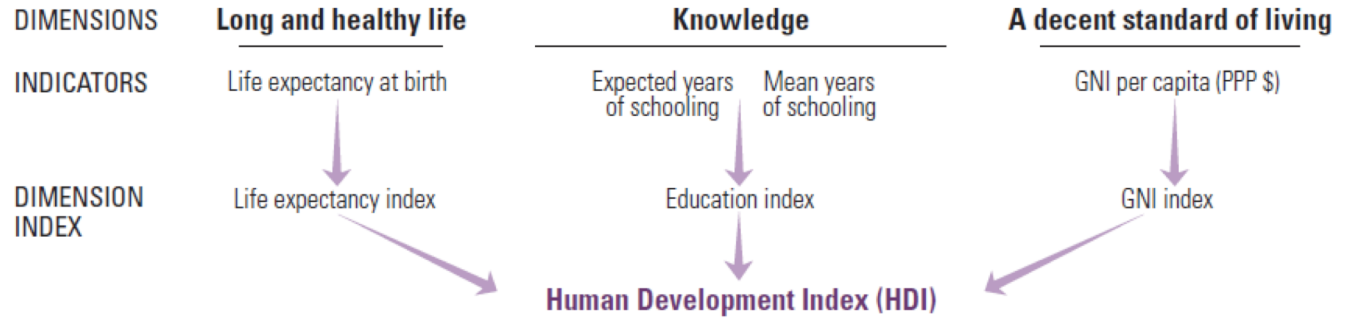 DIMENSIONS Long and healthy life Knowledge A decent standard of living
INDICATORS Life expectancy at birth Expected years of schooling Mean years of schooling GNI per capita (PPP $)
DIMENSION INDEX Life expectancy index Education index GNI index
Human Development Index (HDI)